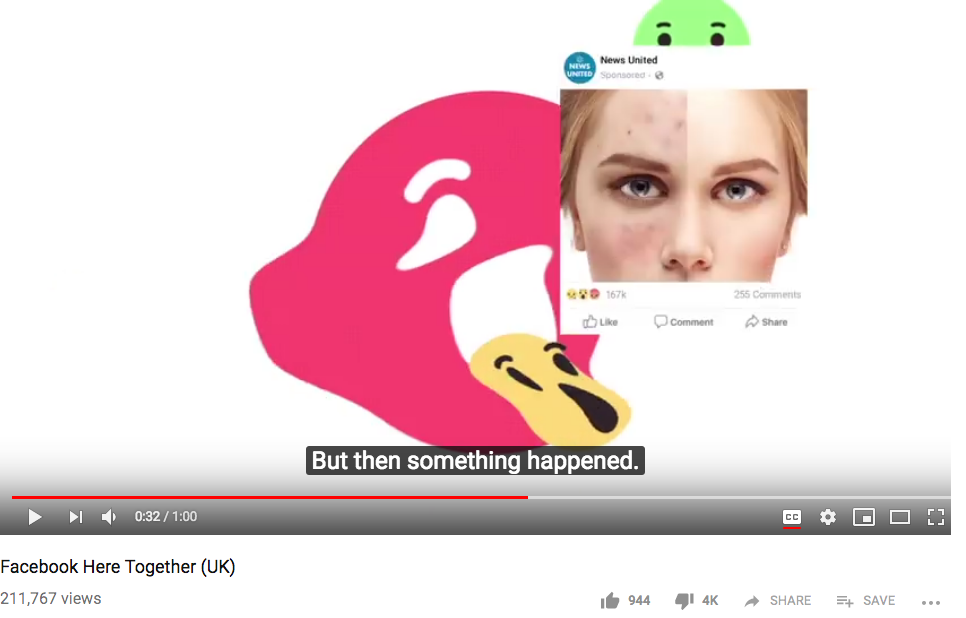 News United
NEWS
UNITED
Sponsored ·
167k
255 Comments
Like
Comment
Share
But then something happened.
0:32 / 1:00
CC
Facebook Here Together (UK)
211,767 views
944
4K
SHARE
SAVE